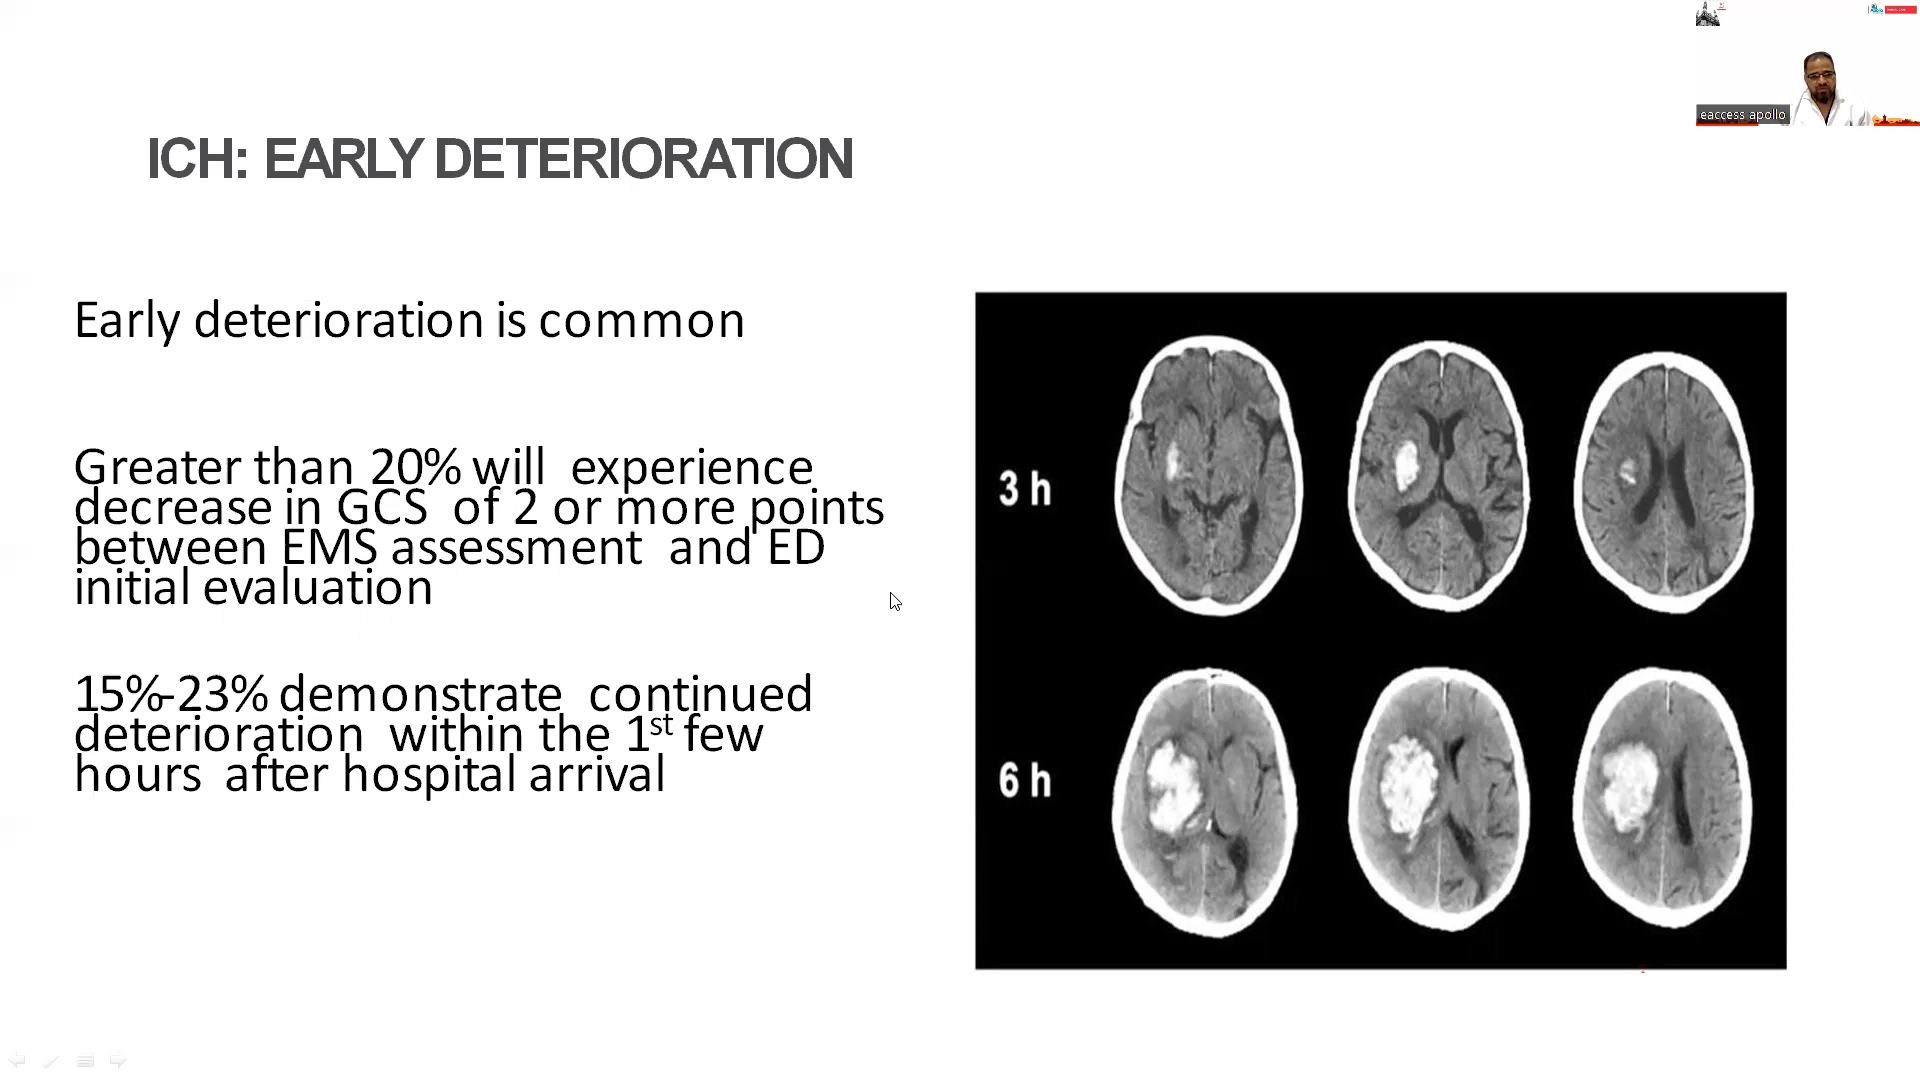 eaccess apollo
ICH: EARLY DETERIORATION
Early deterioration is common
Greater than 20% will experience
decrease in GCS of 2 or more points
between EMS assessment and ED
initial evaluation
15%-23% demonstrate continued
deterioration within the 1st few
hours after hospital arrival
3 h
6 h